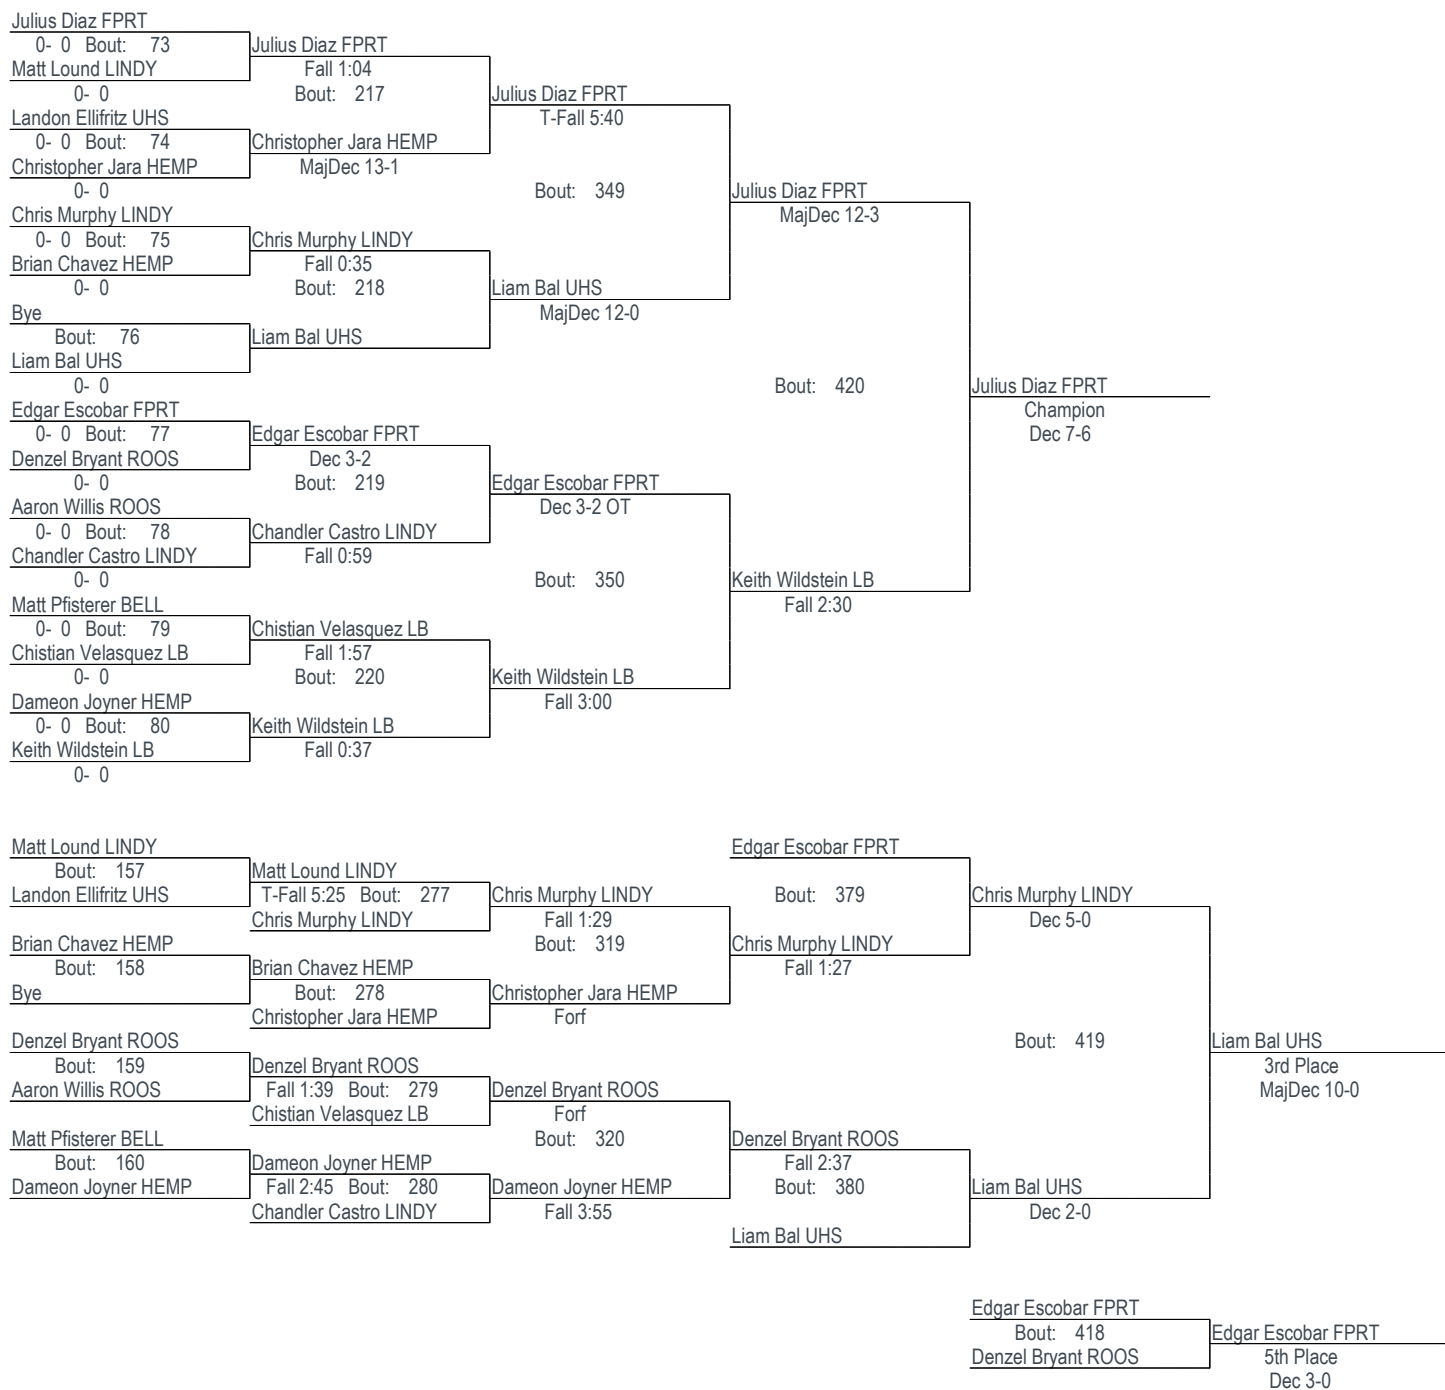 Julius Diaz FPRT
0- 0 Bout: 73 Julius Diaz FPRT
Matt Lound LINDY Fall 1:04
0- 0 Bout: 217 Julius Diaz FPRT
Landon Ellifritz UHS T-Fall 5:40
0- 0 Bout: 74 Christopher Jara HEMP
Christopher Jara HEMP MajDec 13-1
0- 0 Bout: 349 Julius Diaz FPRT
Chris Murphy LINDY MajDec 12-3
0- 0 Bout: 75 Chris Murphy LINDY
Brian Chavez HEMP Fall 0:35
0- 0 Bout: 218 Liam Bal UHS
Bye MajDec 12-0
Bout: 76 Liam Bal UHS
Liam Bal UHS
0- 0 Bout: 420 Julius Diaz FPRT
Edgar Escobar FPRT Champion
0- 0 Bout: 77 Edgar Escobar FPRT Dec 7-6
Denzel Bryant ROOS Dec 3-2
0- 0 Bout: 219 Edgar Escobar FPRT
Aaron Willis ROOS Dec 3-2 OT
0- 0 Bout: 78 Chandler Castro LINDY
Chandler Castro LINDY Fall 0:59
0- 0 Bout: 350 Keith Wildstein LB
Matt Pfisterer BELL Fall 2:30
0- 0 Bout: 79 Chistian Velasquez LB
Chistian Velasquez LB Fall 1:57
0- 0 Bout: 220 Keith Wildstein LB
Dameon Joyner HEMP Fall 3:00
0- 0 Bout: 80 Keith Wildstein LB
Keith Wildstein LB Fall 0:37
0- 0
Matt Lound LINDY Edgar Escobar FPRT
Bout: 157 Matt Lound LINDY
Landon Ellifritz UHS T-Fall 5:25 Bout: 277 Chris Murphy LINDY Bout: 379 Chris Murphy LINDY
Chris Murphy LINDY Fall 1:29 Dec 5-0
Brian Chavez HEMP Bout: 319 Chris Murphy LINDY
Bout: 158 Brian Chavez HEMP Fall 1:27
Bye Bout: 278 Christopher Jara HEMP
Christopher Jara HEMP Forf
Denzel Bryant ROOS Bout: 419 Liam Bal UHS
Bout: 159 Denzel Bryant ROOS 3rd Place
Aaron Willis ROOS Fall 1:39 Bout: 279 Denzel Bryant ROOS MajDec 10-0
Chistian Velasquez LB Forf
Matt Pfisterer BELL Bout: 320 Denzel Bryant ROOS
Bout: 160 Dameon Joyner HEMP Fall 2:37
Dameon Joyner HEMP Fall 2:45 Bout: 280 Dameon Joyner HEMP Bout: 380 Liam Bal UHS
Chandler Castro LINDY Fall 3:55 Dec 2-0
Liam Bal UHS
Edgar Escobar FPRT
Bout: 418 Edgar Escobar FPRT
Denzel Bryant ROOS 5th Place
Dec 3-0